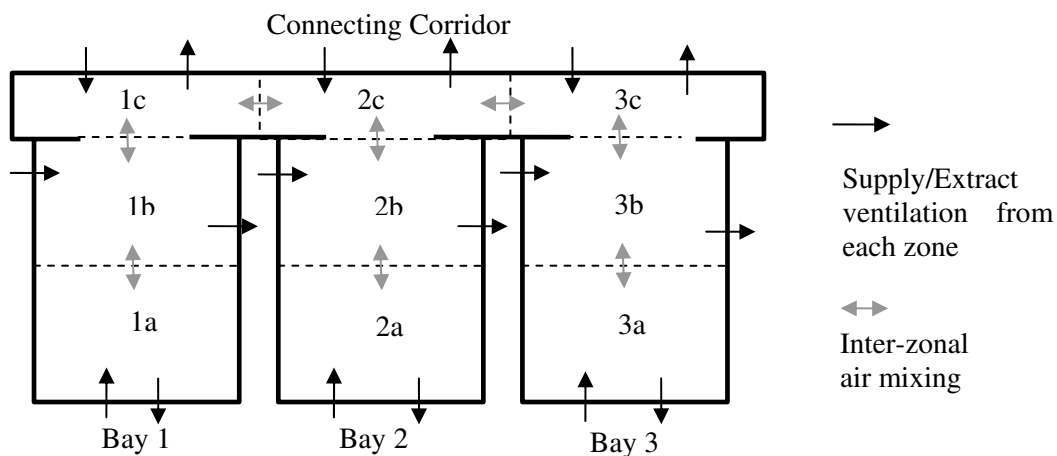 Connecting Corridor
1c 2c 3c
1b 2b 3b
1a 2a 3a
Bay 1 Bay 2 Bay 3
Supply/Extract
ventilation from
each zone
Inter-zonal
air mixing